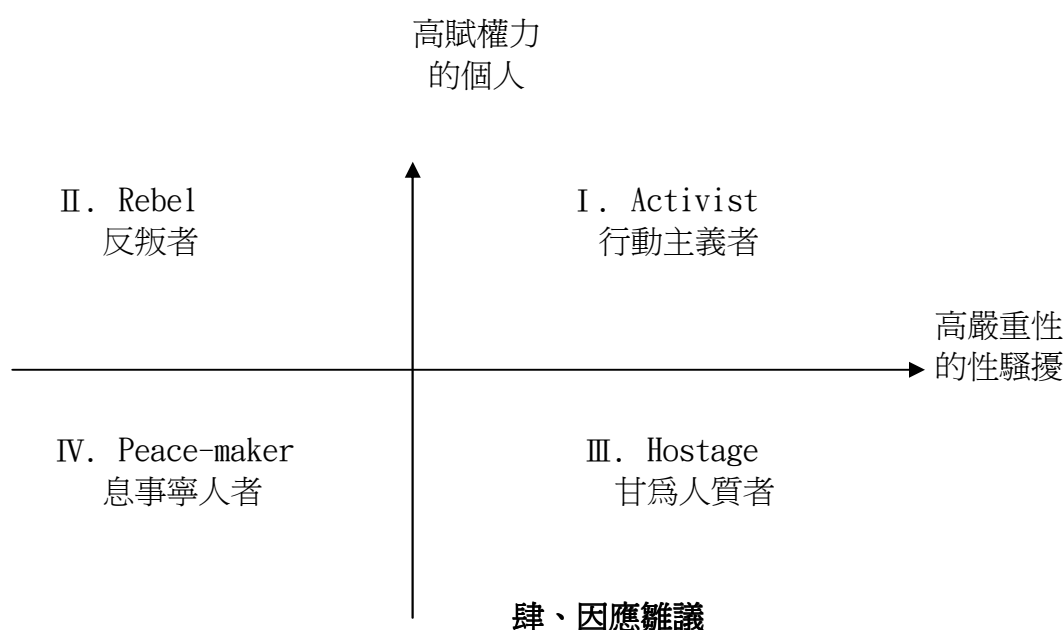 高賦權力
的個人
Ⅱ. Rebel
反叛者
Ⅰ. Activist
行動主義者
高嚴重性
的性騷擾
Ⅳ. Peace-maker
息事寧人者
Ⅲ. Hostage
甘為人質者
肆、因應雛議